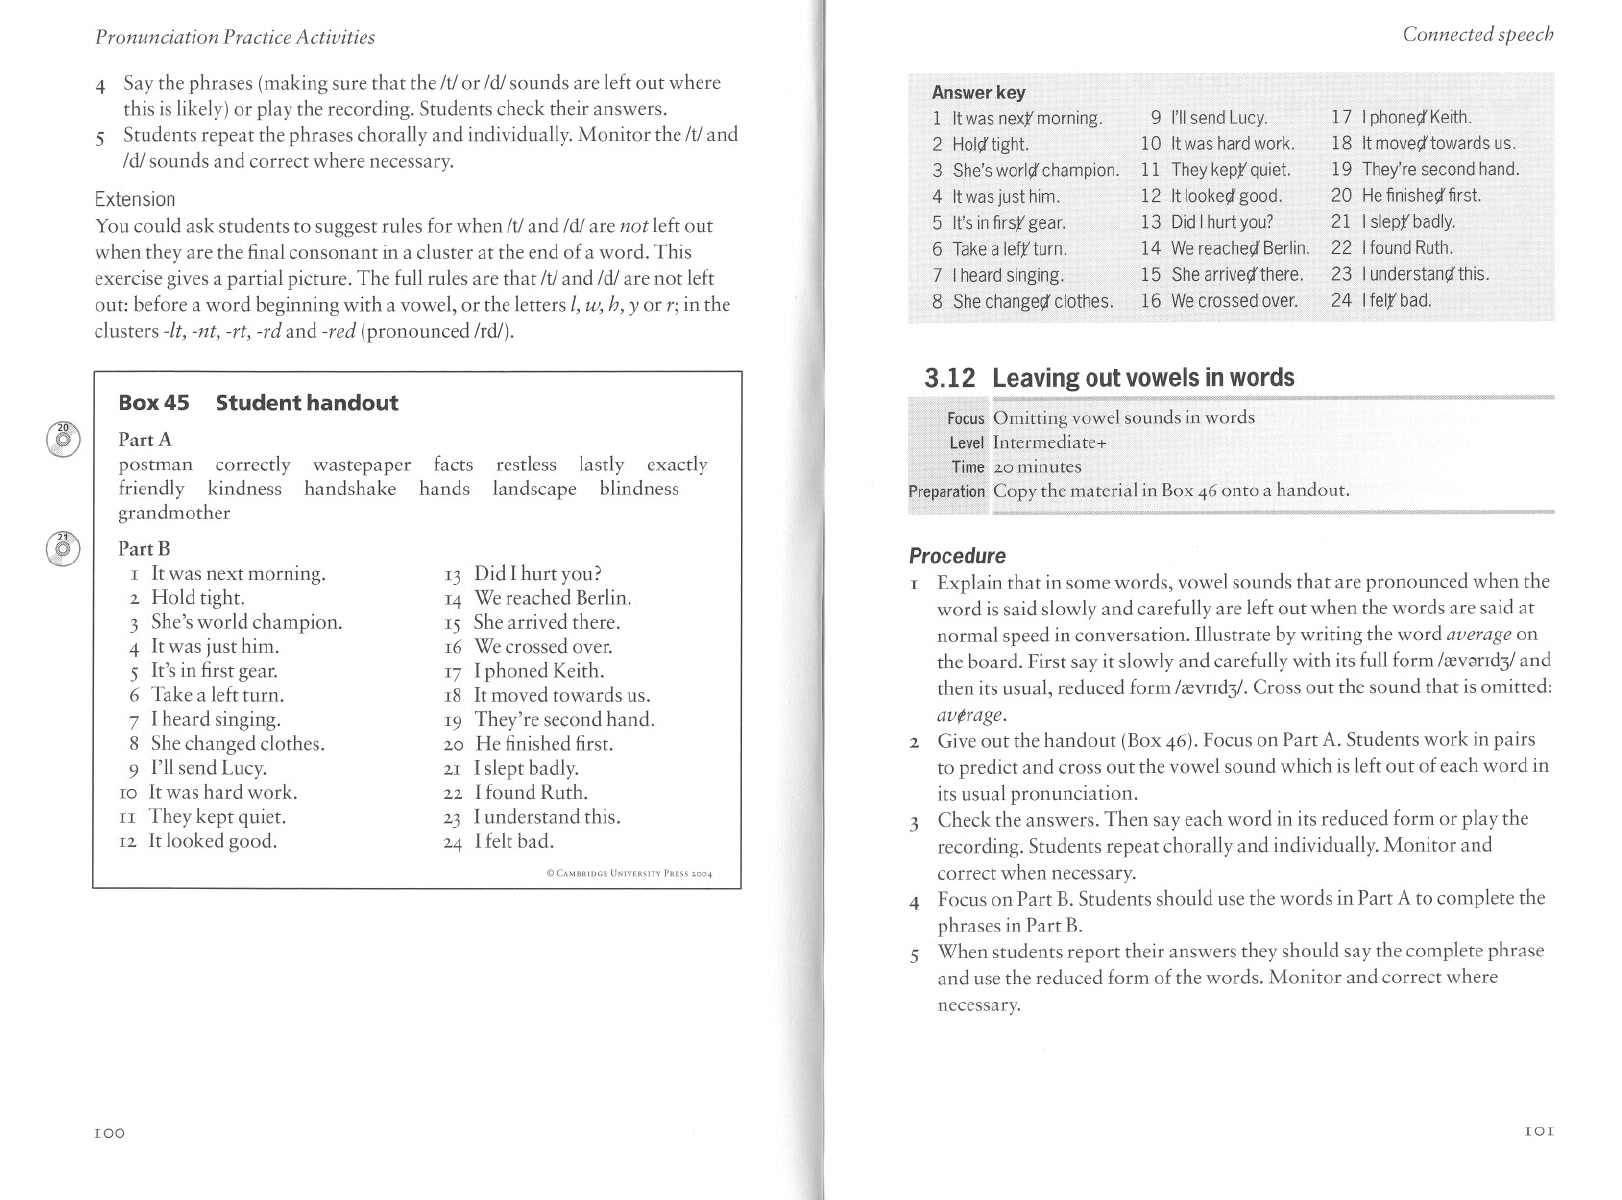 Pronunciation Practice Activities
4 Say the phrases (making sure that the /t/ or /d/ sounds are left out where
this is likely) or play the recording. Students check their answers.
5 Students repeat the phrases chorally and individually. Monitor the /t/ and
/d/ sounds and correct where necessary.
Extension
You could ask students to suggest rules for when /t/ and /d/ are not left out
when they are the final consonant in a cluster at the end of a word. This
exercise gives a partial picture. The full rules are that /t/ and /d/ are not left
out: before a word beginning with a vowel, or the letters l, w, h, y or r; in the
clusters -lt, -nt, -rt, -rd and -red (pronounced /rd/).
Box 45 Student handout
20
Part A
postman correctly wastepaper facts restless lastly exactly
friendly kindness handshake hands landscape blindness
grandmother
21
Part B
1 It was next morning.
2 Hold tight.
3 She's world champion.
4 It was just him.
5 It's in first gear.
6 Take a left turn.
7 I heard singing.
8 She changed clothes.
9 I'll send Lucy.
10 It was hard work.
11 They kept quiet.
12 It looked good.
13 Did I hurt you?
14 We reached Berlin.
15 She arrived there.
16 We crossed over.
17 I phoned Keith.
18 It moved towards us.
19 They're second hand.
20 He finished first.
21 I slept badly.
22 I found Ruth.
23 I understand this.
24 I felt bad.
© Cambridge University Press 2004
100
Connected speech
Answer key
1 It was next morning.
2 Hold tight.
3 She's world champion.
4 It was just him.
5 It's in first gear.
6 Take a left turn.
7 I heard singing.
8 She changed clothes.
9 I'll send Lucy.
10 It was hard work.
11 They kept quiet.
12 It looked good.
13 Did I hurt you?
14 We reached Berlin.
15 She arrived there.
16 We crossed over.
17 I phoned Keith.
18 It moved towards us.
19 They're second hand.
20 He finished first.
21 I slept badly.
22 I found Ruth.
23 I understand this.
24 I felt bad.
3.12 Leaving out vowels in words
Focus Omitting vowel sounds in words
Level Intermediate+
Time 20 minutes
Preparation Copy the material in Box 46 onto a handout.
Procedure
1 Explain that in some words, vowel sounds that are pronounced when the
word is said slowly and carefully are left out when the words are said at
normal speed in conversation. Illustrate by writing the word average on
the board. First say it slowly and carefully with its full form /ævərɪdʒ/ and
then its usual, reduced form /ævrɪdʒ/. Cross out the sound that is omitted:
average.
2 Give out the handout (Box 46). Focus on Part A. Students work in pairs
to predict and cross out the vowel sound which is left out of each word in
its usual pronunciation.
3 Check the answers. Then say each word in its reduced form or play the
recording. Students repeat chorally and individually. Monitor and
correct when necessary.
4 Focus on Part B. Students should use the words in Part A to complete the
phrases in Part B.
5 When students report their answers they should say the complete phrase
and use the reduced form of the words. Monitor and correct where
necessary.
101